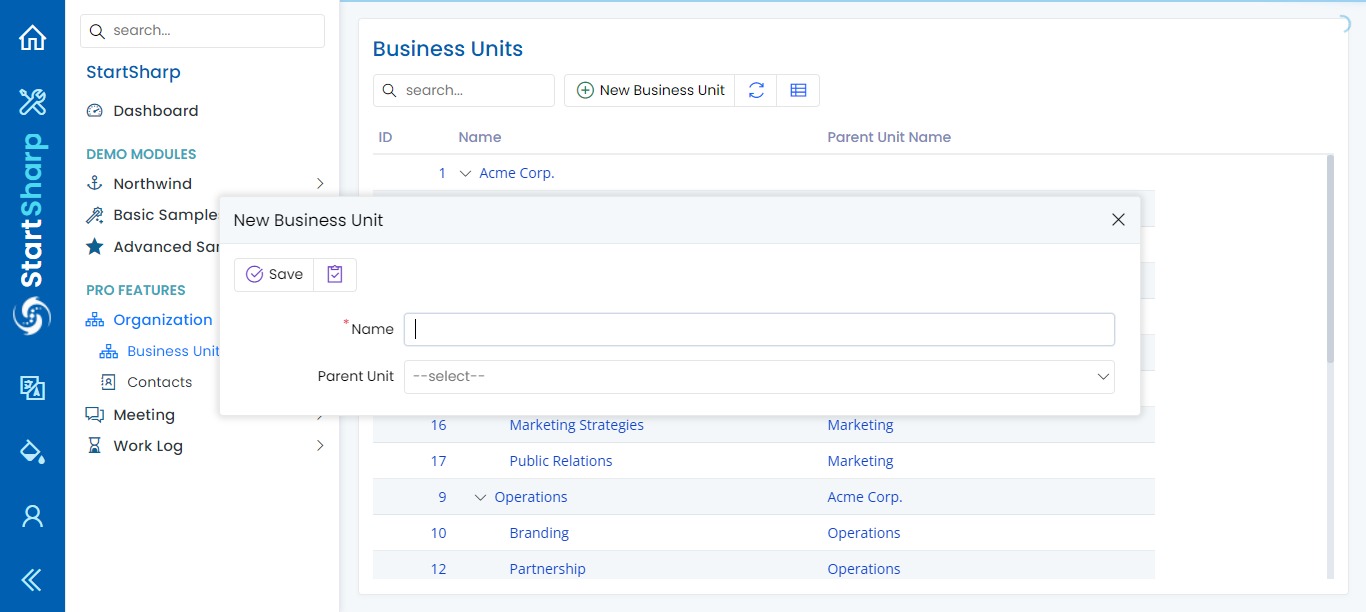 search...
StartSharp
Dashboard
DEMO MODULES
Northwind
Basic Sample
Advanced Sar
PRO FEATURES
Organization
Business Unit
Contacts
Meeting
Work Log
StartSharp
Business Units
search...
New Business Unit
ID Name Parent Unit Name
1 Acme Corp.
New Business Unit
Save
* Name
Parent Unit --select--
16 Marketing Strategies Marketing
17 Public Relations Marketing
9 Operations Acme Corp.
10 Branding Operations
12 Partnership Operations